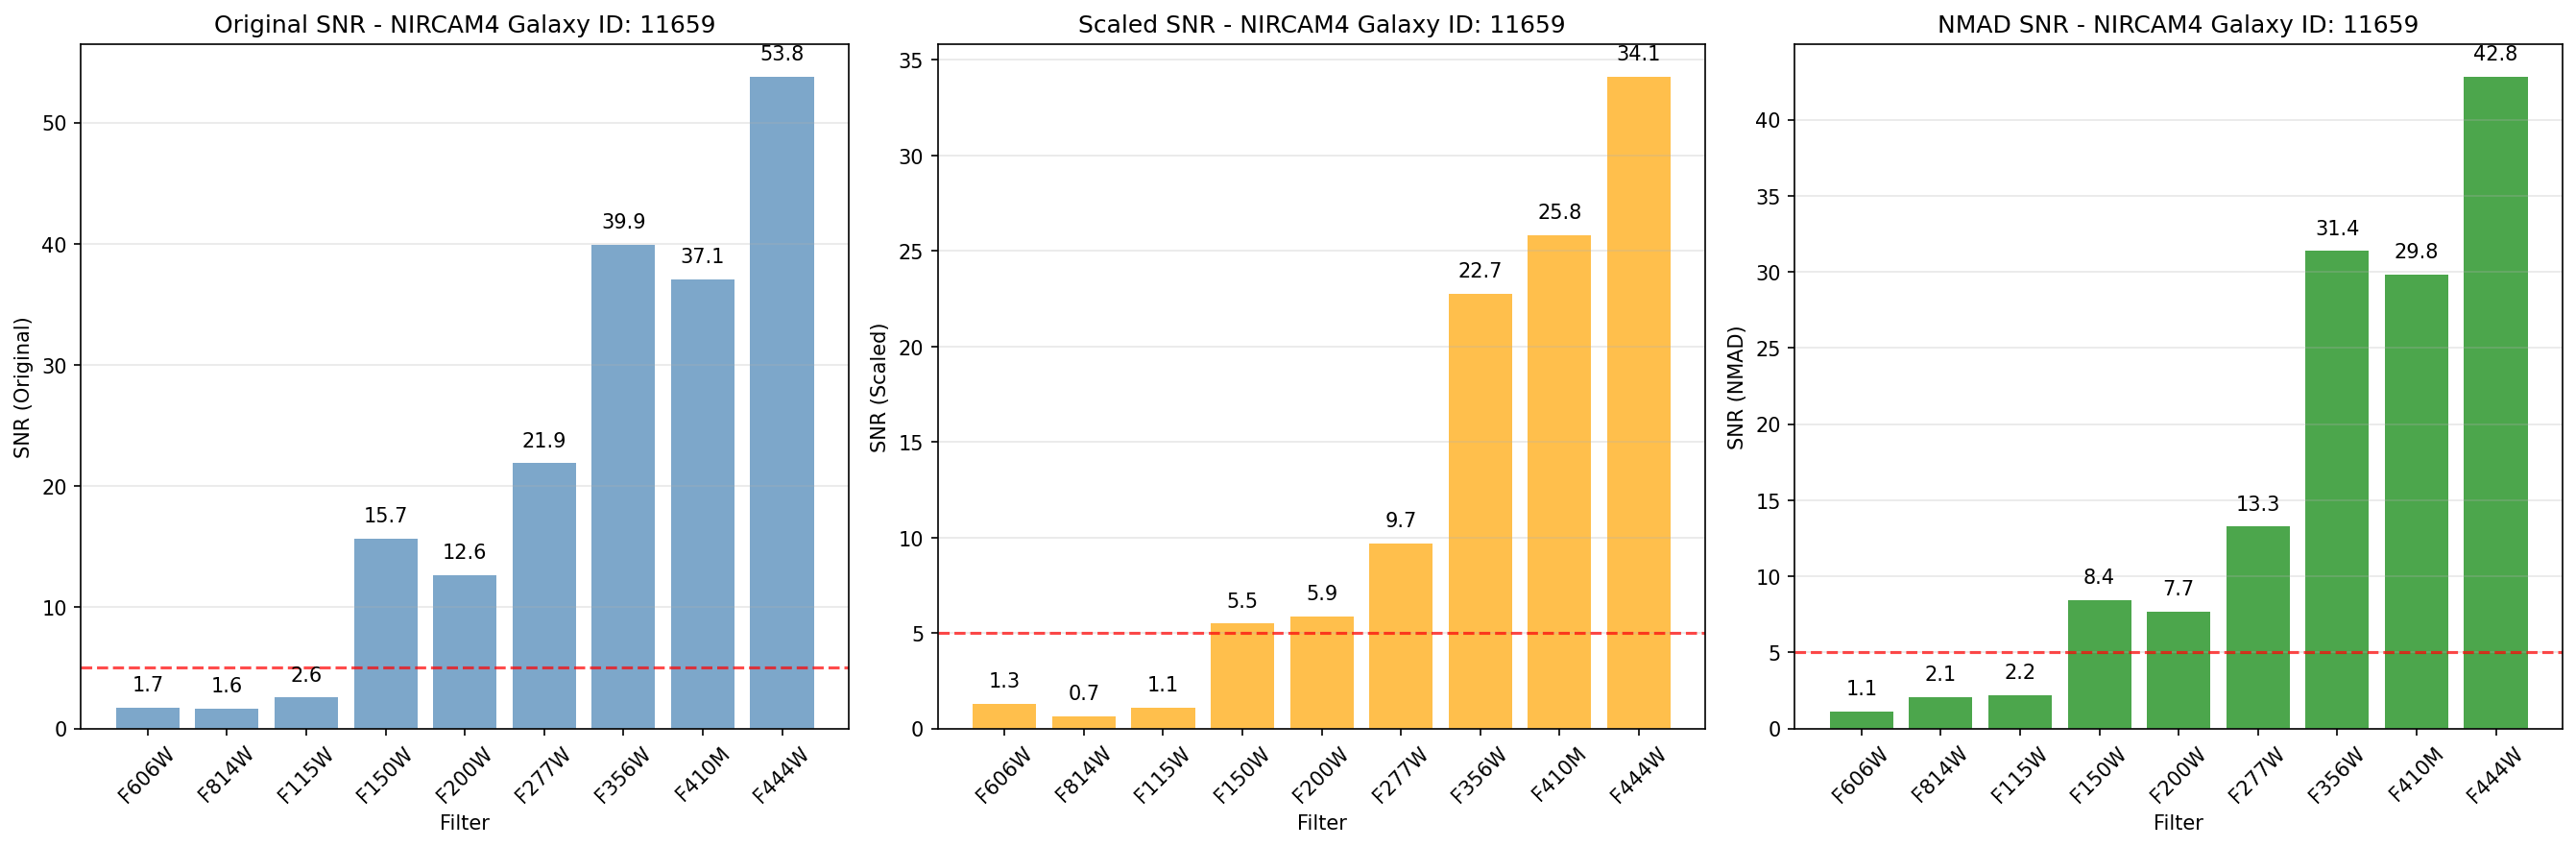 Original SNR - NIRCAM4 Galaxy ID: 11659
SNR (Original)
50
40
30
20
10
0
1.7
1.6
2.6
15.7
12.6
21.9
39.9
37.1
53.8
F606W
F814W
F115W
F150W
F200W
F277W
F356W
F410M
F444W
Filter
Scaled SNR - NIRCAM4 Galaxy ID: 11659
SNR (Scaled)
35
30
25
20
15
10
5
0
1.3
0.7
1.1
5.5
5.9
9.7
22.7
25.8
34.1
F606W
F814W
F115W
F150W
F200W
F277W
F356W
F410M
F444W
Filter
NMAD SNR - NIRCAM4 Galaxy ID: 11659
SNR (NMAD)
40
35
30
25
20
15
10
5
0
1.1
2.1
2.2
8.4
7.7
13.3
31.4
29.8
42.8
F606W
F814W
F115W
F150W
F200W
F277W
F356W
F410M
F444W
Filter